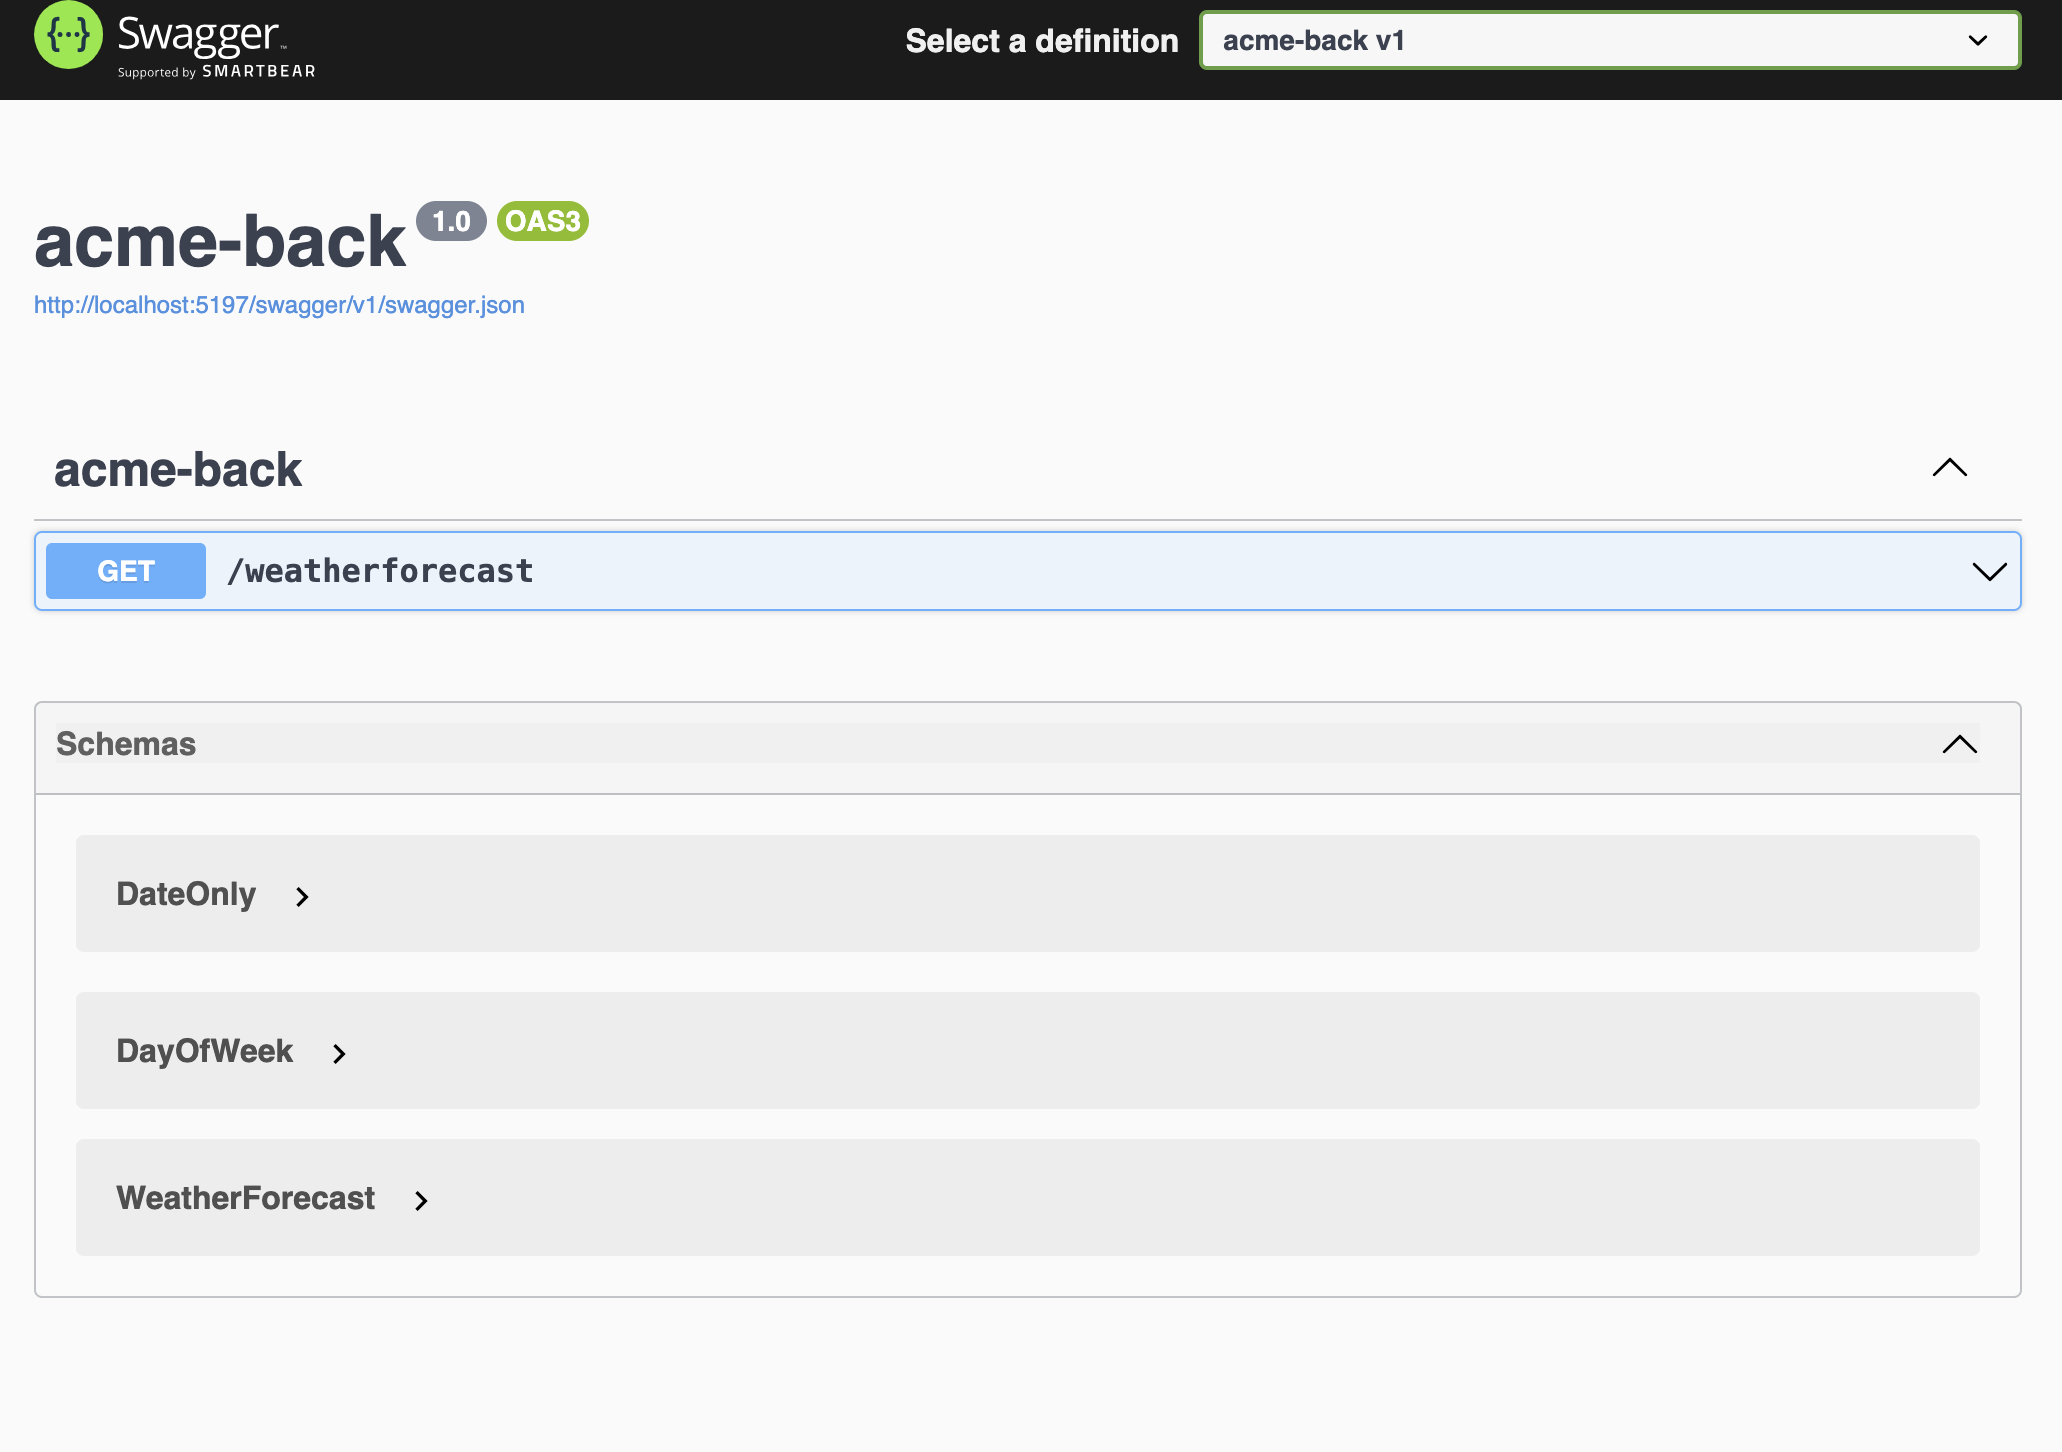 {...} Swagger™
Supported by SMARTBEAR
Select a definition
acme-back v1
acme-back 1.0 OAS3
http://localhost:5197/swagger/v1/swagger.json
acme-back
GET /weatherforecast
Schemas
DateOnly
DayOfWeek
WeatherForecast